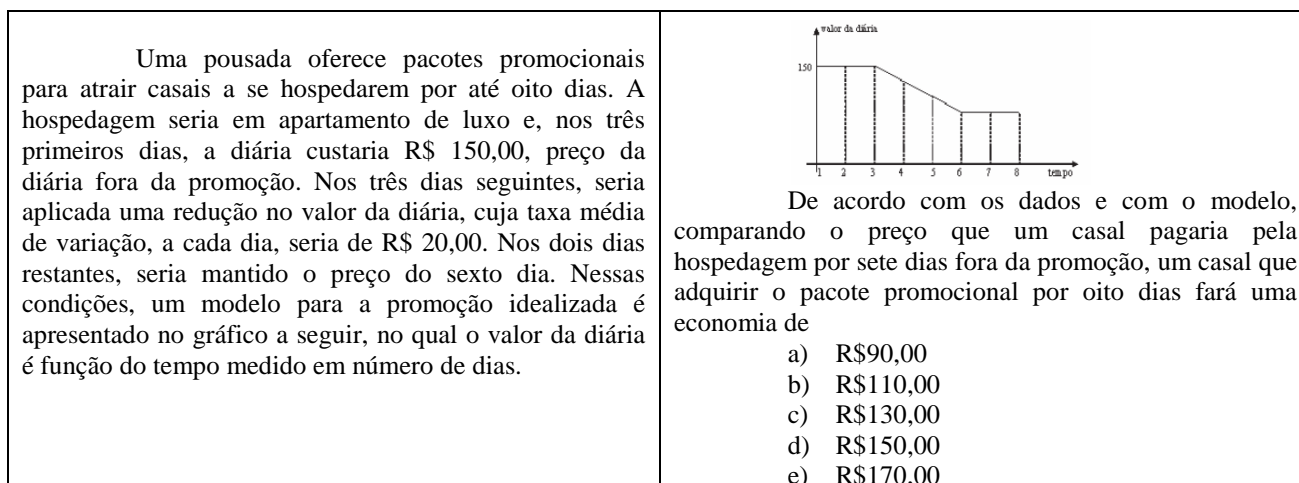 Uma pousada oferece pacotes promocionais
para atrair casais a se hospedarem por até oito dias. A
hospedagem seria em apartamento de luxo e, nos três
primeiros dias, a diária custaria R$ 150,00, preço da
diária fora da promoção. Nos três dias seguintes, seria
aplicada uma redução no valor da diária, cuja taxa média
de variação, a cada dia, seria de R$ 20,00. Nos dois dias
restantes, seria mantido o preço do sexto dia. Nessas
condições, um modelo para a promoção idealizada é
apresentado no gráfico a seguir, no qual o valor da diária
é função do tempo medido em número de dias.
valor da diária
150
1 2 3 4 5 6 7 8 tempo
De acordo com os dados e com o modelo,
comparando o preço que um casal pagaria pela
hospedagem por sete dias fora da promoção, um casal que
adquirir o pacote promocional por oito dias fará uma
economia de
a) R$90,00
b) R$110,00
c) R$130,00
d) R$150,00
e) R$170,00